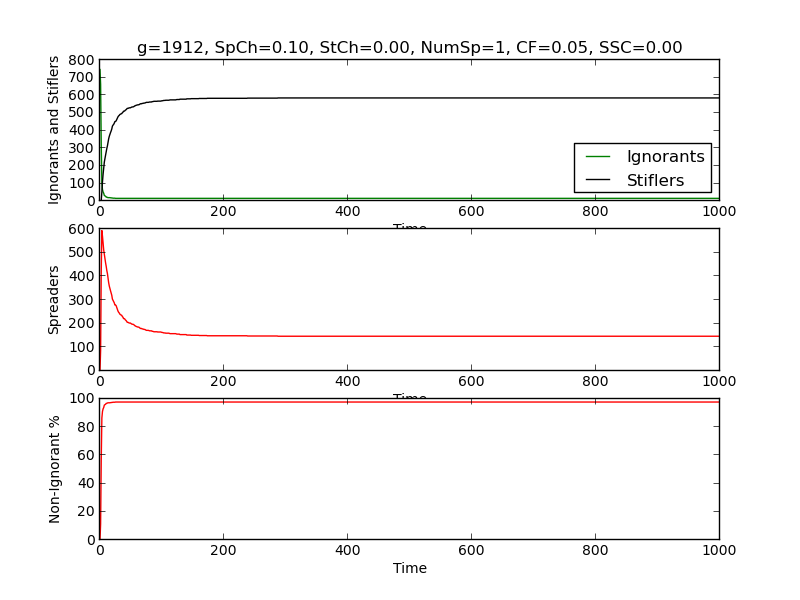 g=1912, SpCh=0.10, StCh=0.00, NumSp=1, CF=0.05, SSC=0.00
Ignorants and Stiflers
800
700
600
500
400
300
200
100
0
Ignorants
Stiflers
0 200 400 600 800 1000
Time
Spreaders
600
500
400
300
200
100
0
0 200 400 600 800 1000
Time
Non-Ignorant %
100
80
60
40
20
0
0 200 400 600 800 1000
Time